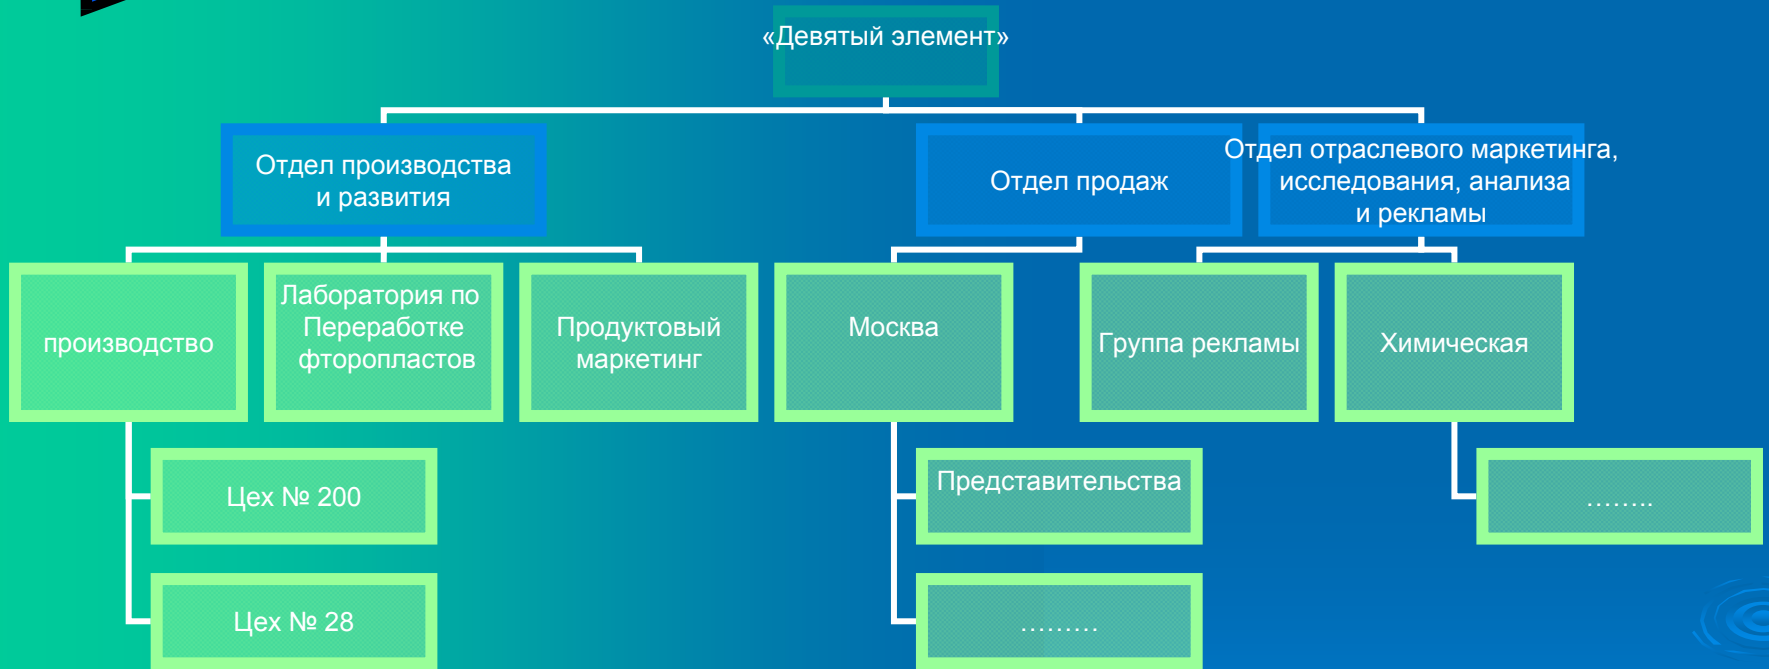 «Девятый элемент»
Отдел производства
и развития
Отдел продаж
Отдел отраслевого маркетинга,
исследования, анализа
и рекламы
производство
Лаборатория по
Переработке
фторопластов
Продуктовый
маркетинг
Москва
Группа рекламы
Химическая
Цех № 200
Представительства
……..
Цех № 28
………